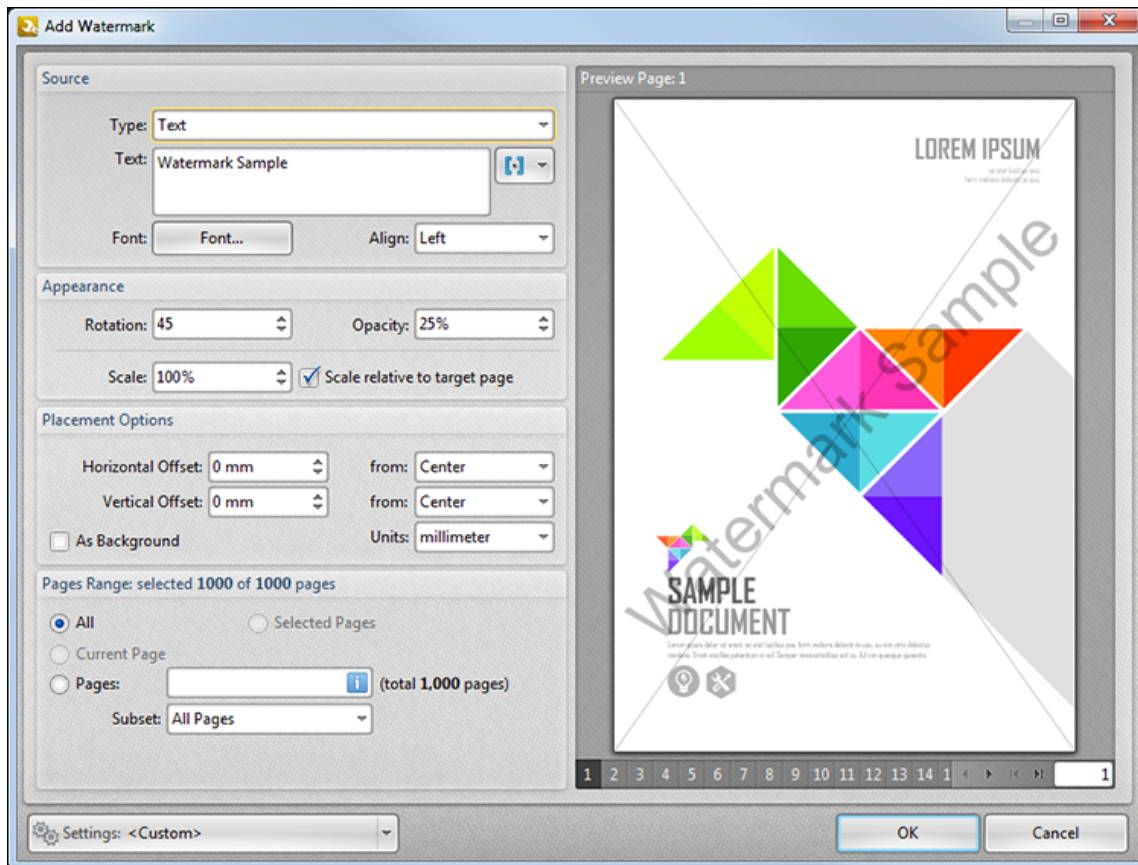 Add Watermark
Source
Type: Text
Text: Watermark Sample
Font: Font... Align: Left
Appearance
Rotation: 45 Opacity: 25%
Scale: 100% Scale relative to target page
Placement Options
Horizontal Offset: 0 mm from: Center
Vertical Offset: 0 mm from: Center
As Background Units: millimeter
Pages Range: selected 1000 of 1000 pages
All Selected Pages
Current Page
Pages: (total 1,000 pages)
Subset: All Pages
Preview Page: 1
LOREM IPSUM
Watermark Sample
SAMPLE
DOCUMENT
1 2 3 4 5 6 7 8 9 10 11 12 13 14 1 1
Settings: <Custom> OK Cancel